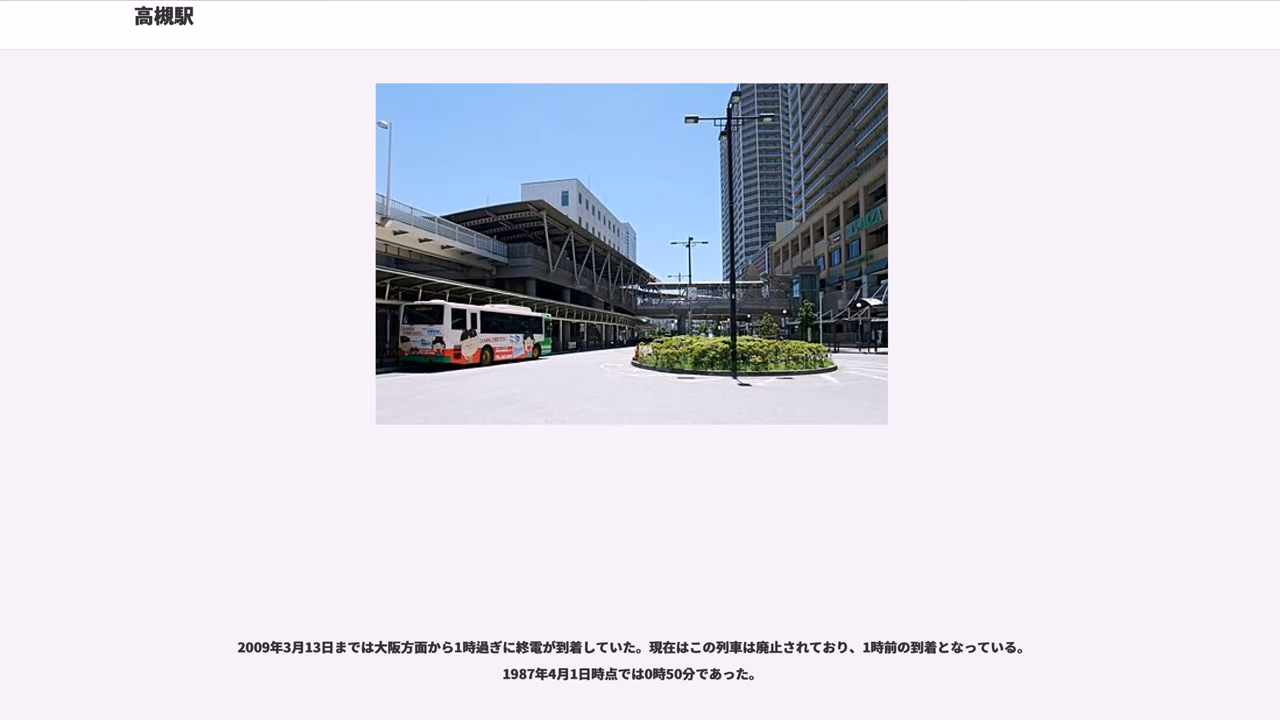 高槻駅
2009年3月13日までは大阪方面から1時過ぎに終電が到着していた。現在はこの列車は廃止されており、1時前の到着となっている。
1987年4月1日時点では0時50分であった。